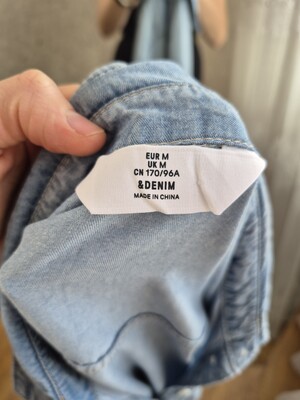 EUR M
UK M
CN 170/96A
&DENIM
MADE IN CHINA